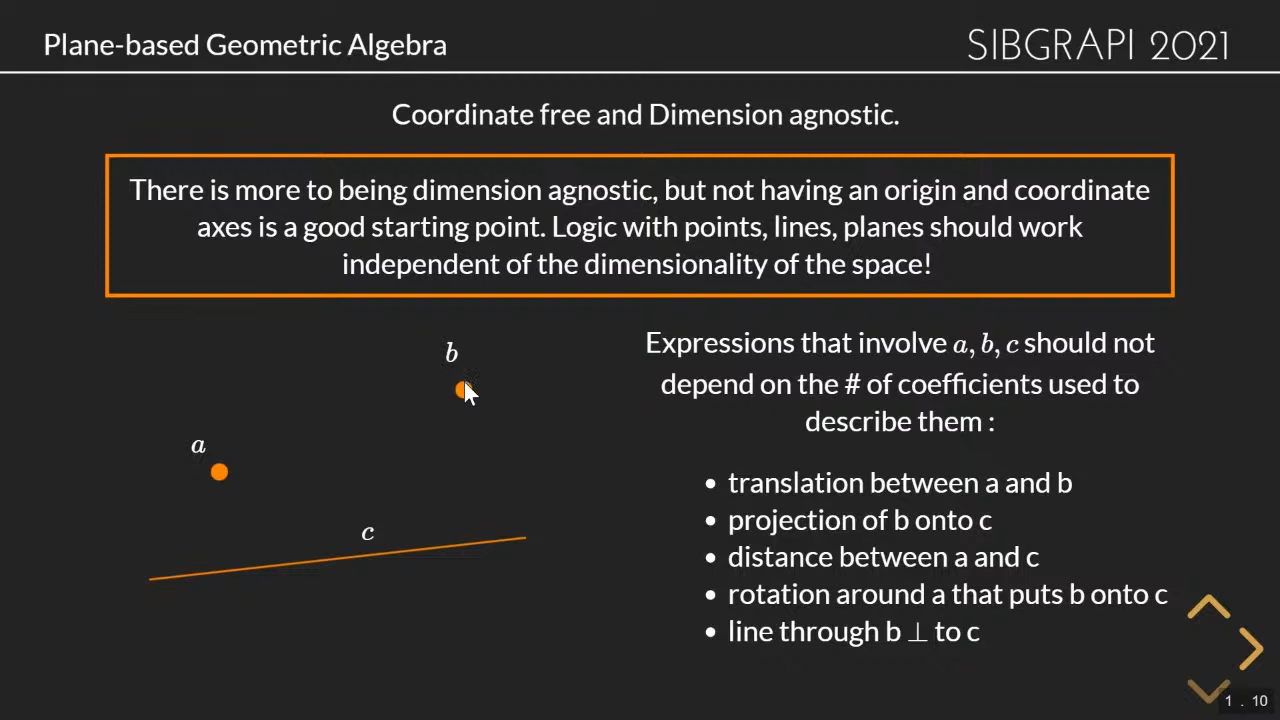 Plane-based Geometric Algebra
SIBGRAPI 2021
Coordinate free and Dimension agnostic.
There is more to being dimension agnostic, but not having an origin and coordinate
axes is a good starting point. Logic with points, lines, planes should work
independent of the dimensionality of the space!
b
a
c
Expressions that involve a, b, c should not
depend on the # of coefficients used to
describe them :
• translation between a and b
• projection of b onto c
• distance between a and c
• rotation around a that puts b onto c
• line through b ⊥ to c
1 . 10